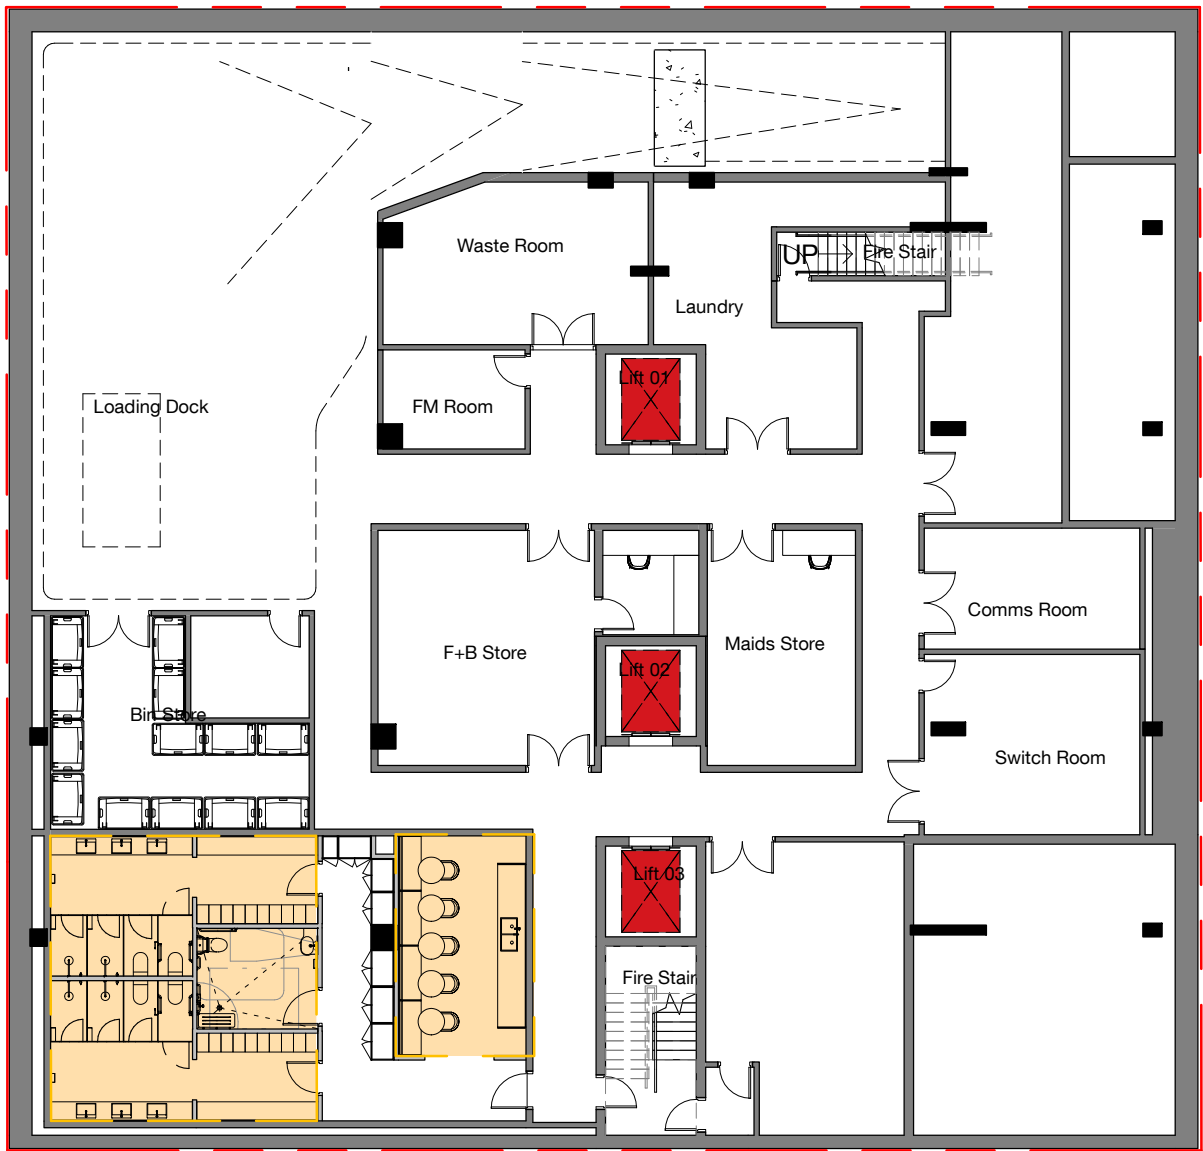 Waste Room
UP
Fire Stair
Laundry
Lift 01
FM Room
Loading Dock
Comms Room
Maids Store
F+B Store
Lift 02
Bin Store
Switch Room
Lift 03
Fire Stair